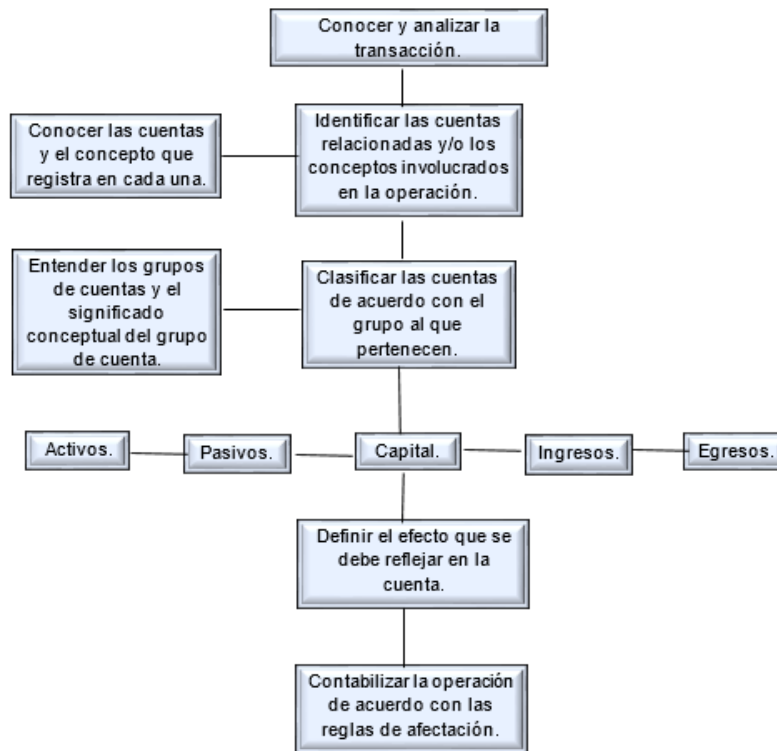 Conocer y analizar la
transacción.
Identificar las cuentas
relacionadas y/o los
conceptos involucrados
en la operación.
Conocer las cuentas
y el concepto que
registra en cada una.
Clasificar las cuentas
de acuerdo con el
grupo al que
pertenecen.
Entender los grupos
de cuentas y el
significado
conceptual del grupo
de cuenta.
Activos.
Pasivos.
Capital.
Ingresos.
Egresos.
Definir el efecto que se
debe reflejar en la
cuenta.
Contabilizar la operación
de acuerdo con las
reglas de afectación.